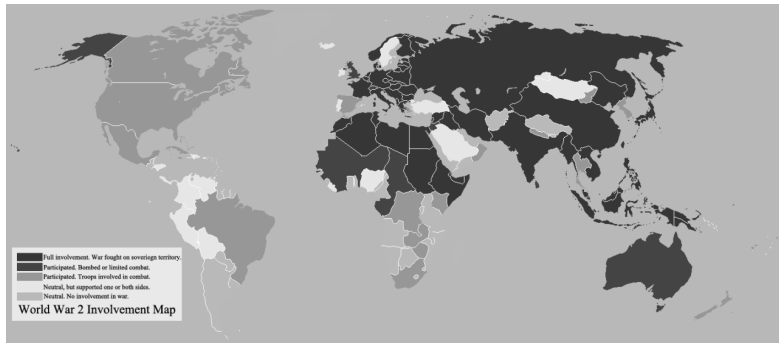 Full involvement. War fought on soveriegn territory.
Participated. Bombed or limited combat.
Participated. Troops involved in combat.
Neutral, but supported one or both sides.
Neutral. No involvement in war.
World War 2 Involvement Map